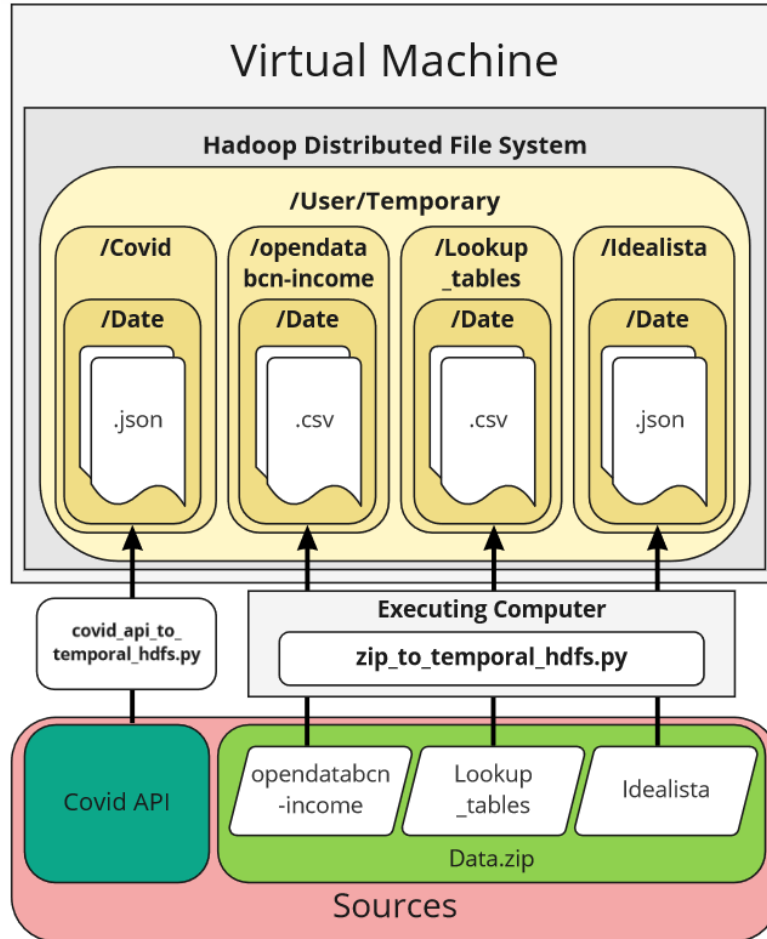 Virtual Machine
Hadoop Distributed File System
/User/Temporary
/Covid
/opendata
bcn-income
/Lookup
_tables
/Idealista
/Date
/Date
/Date
/Date
.json
.csv
.csv
.json
covid_api_to_
temporal_hdfs.py
Executing Computer
zip_to_temporal_hdfs.py
Covid API
opendatabcn
-income
Lookup
_tables
Idealista
Data.zip
Sources